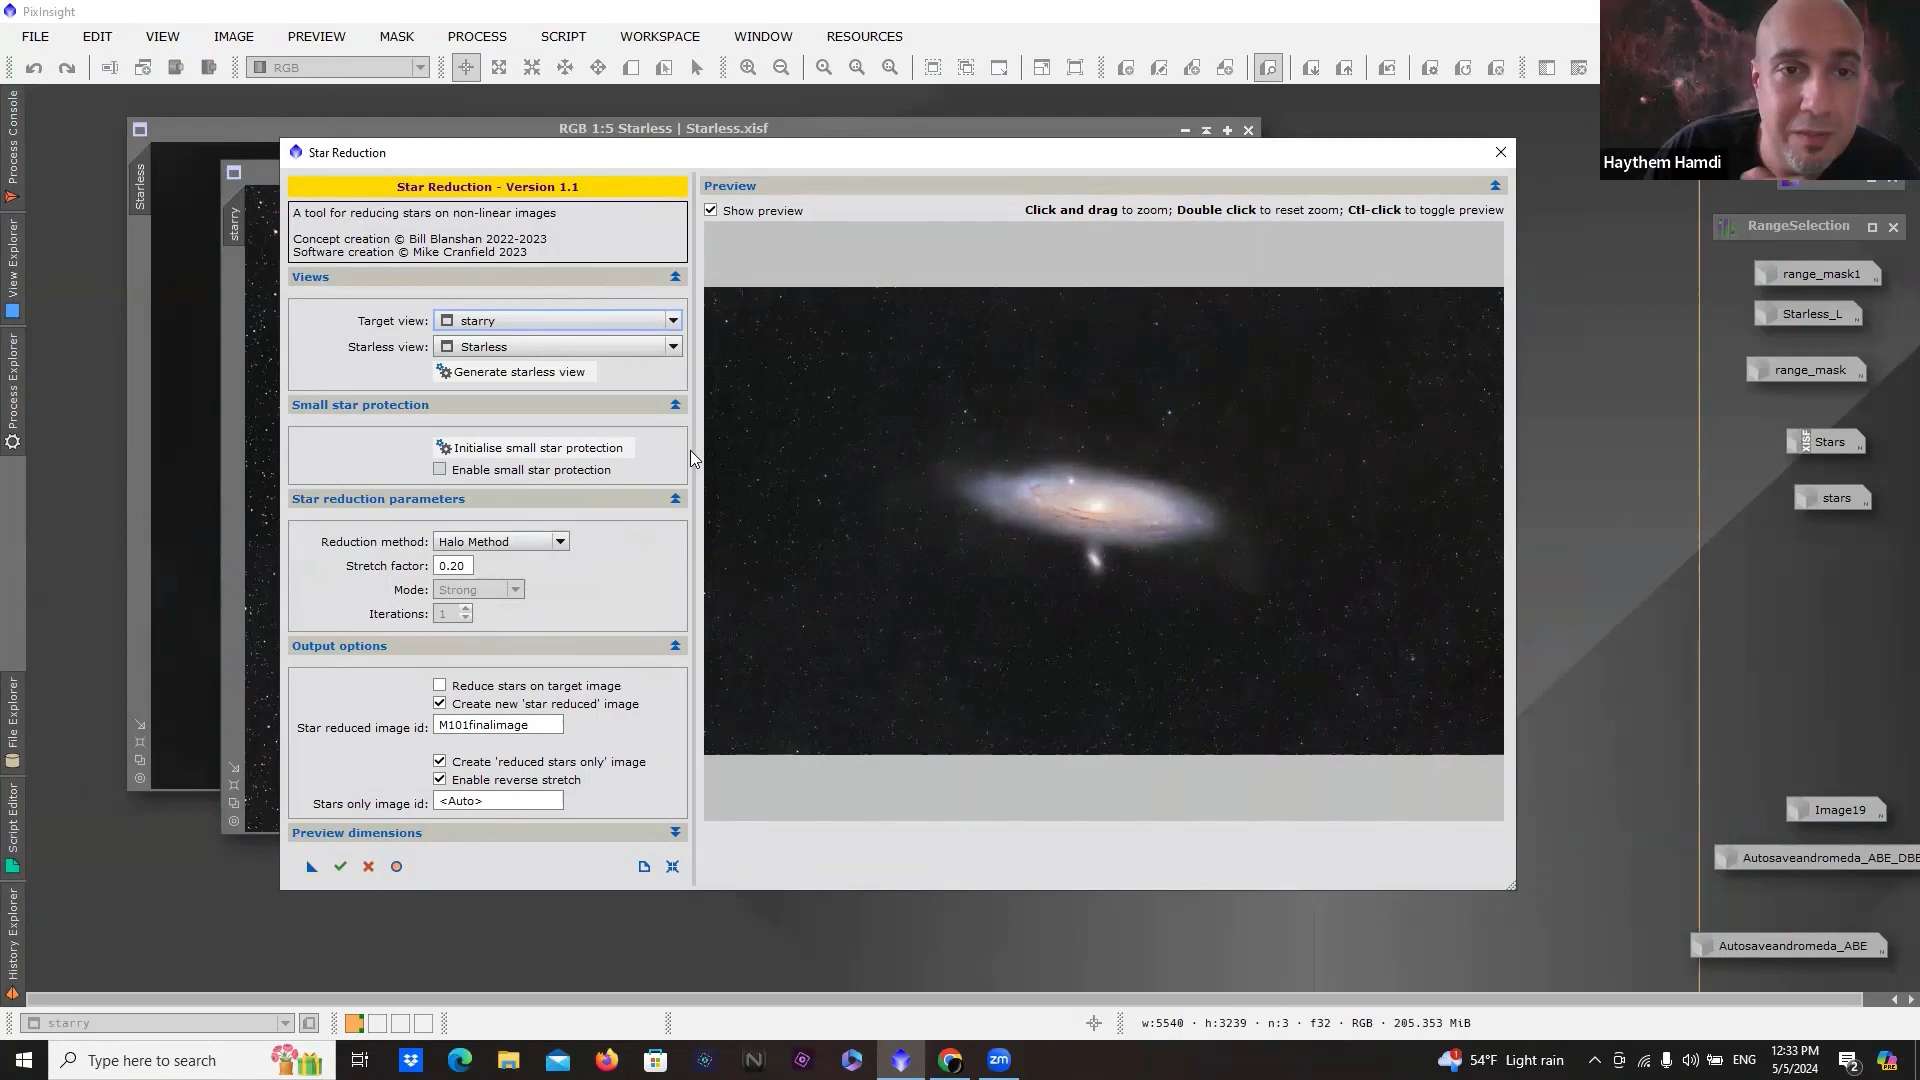 PixInsight
FILE EDIT VIEW IMAGE PREVIEW MASK PROCESS SCRIPT WORKSPACE WINDOW RESOURCES
RGB
Haythem Hamdi
Process Console
View Explorer
Process Explorer
File Explorer
Script Editor
History Explorer
RGB 1:5 Starless | Starless.xisf
Starless
starry
Star Reduction
Star Reduction - Version 1.1
A tool for reducing stars on non-linear images
Concept creation © Bill Blanshan 2022-2023
Software creation © Mike Cranfield 2023
Views
Target view: starry
Starless view: Starless
Generate starless view
Small star protection
Initialise small star protection
Enable small star protection
Star reduction parameters
Reduction method: Halo Method
Stretch factor: 0.20
Mode: Strong
Iterations: 1
Output options
Reduce stars on target image
Create new 'star reduced' image
Star reduced image id: M101finalimage
Create 'reduced stars only' image
Enable reverse stretch
Stars only image id: <Auto>
Preview dimensions
Preview
Show preview
Click and drag to zoom; Double click to reset zoom; Ctl-click to toggle preview
RangeSelection
range_mask1
Starless_L
range_mask
XISF Stars
stars
Image19
Autosaveandromeda_ABE_DBE
Autosaveandromeda_ABE
starry
w:5540 · h:3239 · n:3 · f32 · RGB · 205.353 MiB
Type here to search
zm
1
54°F Light rain
ENG
12:33 PM
5/5/2024
2
PRE